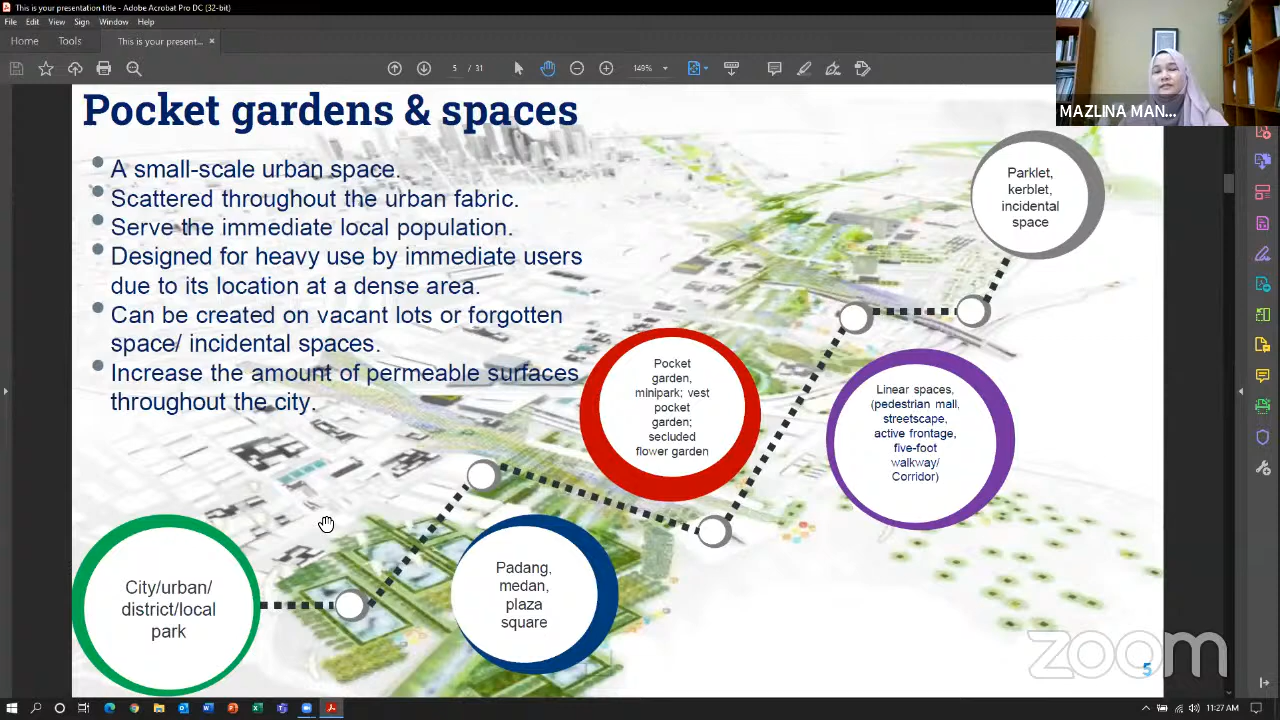 This is your presentation title - Adobe Acrobat Pro DC (32-bit)
File Edit View Sign Window Help
Home Tools This is your present... ×
5 / 31 149%
MAZLINA MAN...
Pocket gardens & spaces
A small-scale urban space.
Scattered throughout the urban fabric.
Serve the immediate local population.
Designed for heavy use by immediate users
due to its location at a dense area.
Can be created on vacant lots or forgotten
space/ incidental spaces.
Increase the amount of permeable surfaces
throughout the city.
Parklet,
kerblet,
incidental
space
Pocket
garden,
minipark; vest
pocket
garden;
secluded
flower garden
Linear spaces,
(pedestrian mall,
streetscape,
active frontage,
five-foot
walkway/
Corridor)
City/urban/
district/local
park
Padang,
medan,
plaza
square
zoom
5
11:27 AM